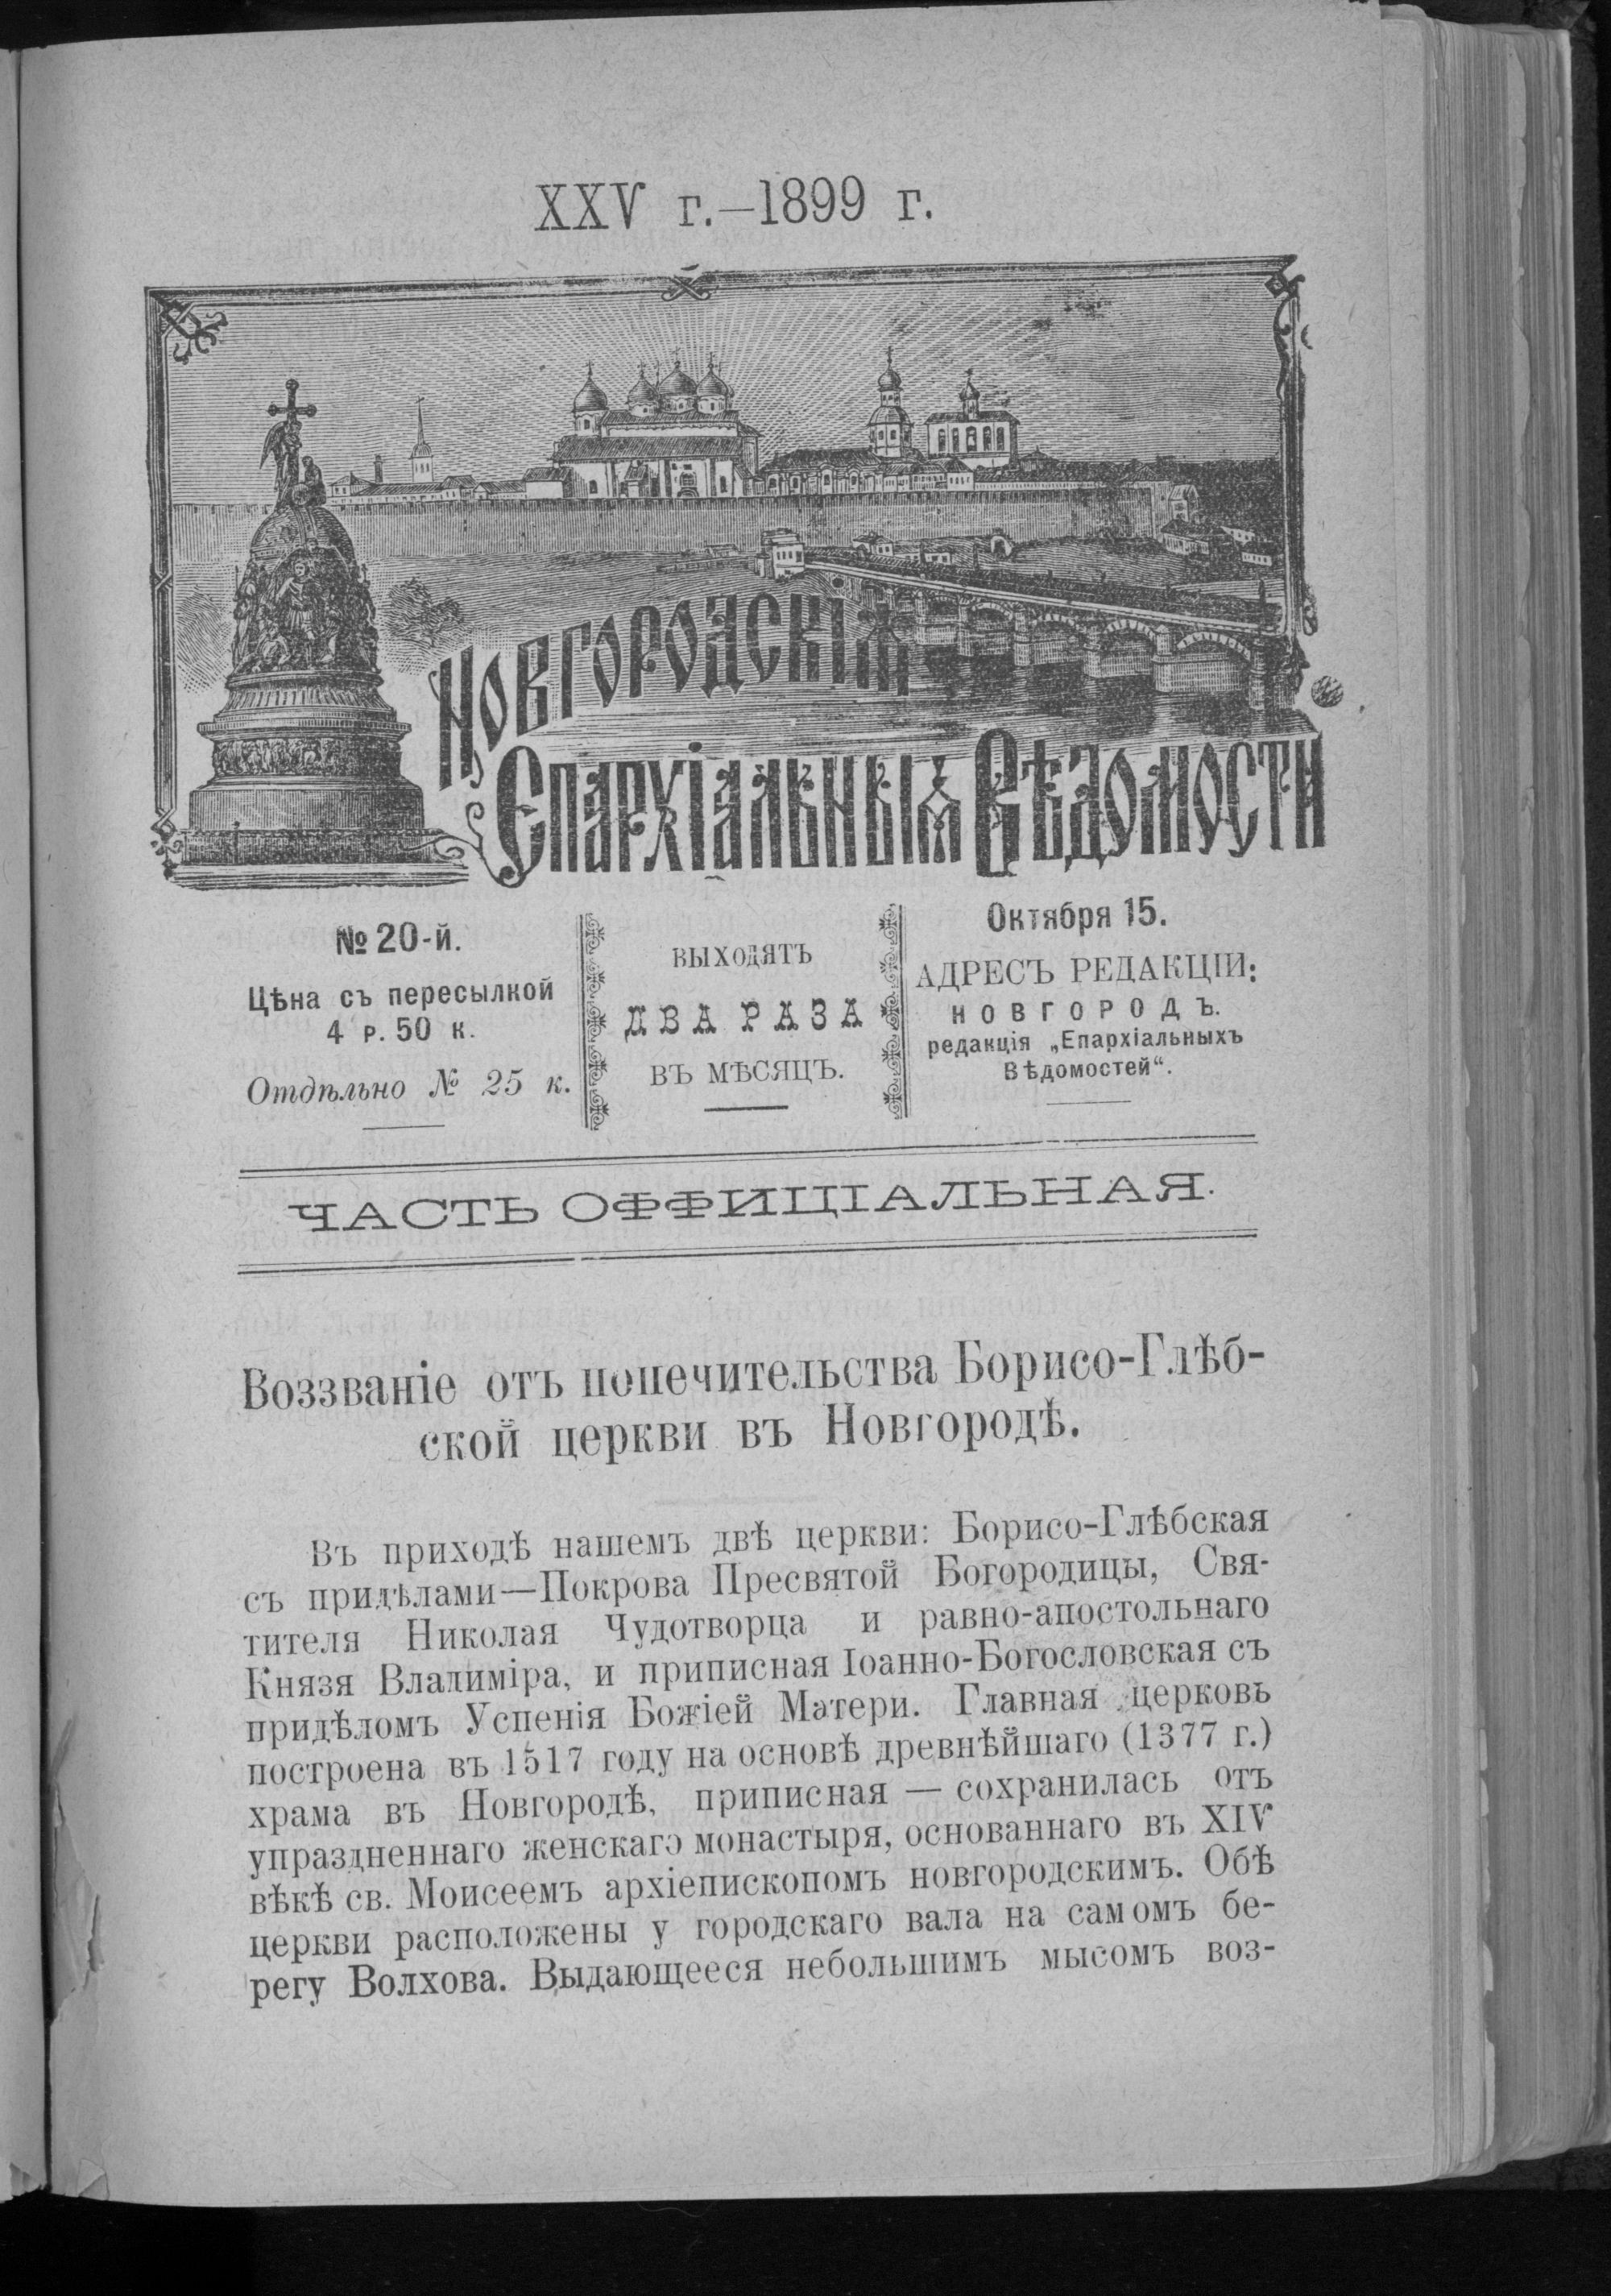 XXV г.—1899 г.
Новгородскія
Епархіальныя Вѣдомости
№ 20-й.
Цѣна съ пересылкой
4 р. 50 к.
Отдѣльно № 25 к.
ВЫХОДЯТЪ
ДВА РАЗА
ВЪ МѢСЯЦЪ.
Октября 15.
АДРЕСЪ РЕДАКЦІИ:
НОВГОРОДЪ.
редакція „Епархіальныхъ
Вѣдомостей“.
ЧАСТЬ ОФФИЦІАЛЬНАЯ.
Воззваніе отъ попечительства Борисо-Глѣб-
ской церкви въ Новгородѣ.
Въ приходѣ нашемъ двѣ церкви: Борисо-Глѣбская
съ придѣлами—Покрова Пресвятой Богородицы, Свя-
тителя Николая Чудотворца и равно-апостольнаго
Князя Владиміра, и приписная Іоанно-Богословская съ
придѣломъ Успенія Божіей Матери. Главная церковь
построена въ 1517 году на основѣ древнѣйшаго (1377 г.)
храма въ Новгородѣ, приписная — сохранилась отъ
упраздненнаго женскаго монастыря, основаннаго въ XIV
вѣкѣ св. Моисеемъ архіепископомъ новгородскимъ. Обѣ
церкви расположены у городскаго вала на самомъ бе-
регу Волхова. Выдающееся небольшимъ мысомъ воз-